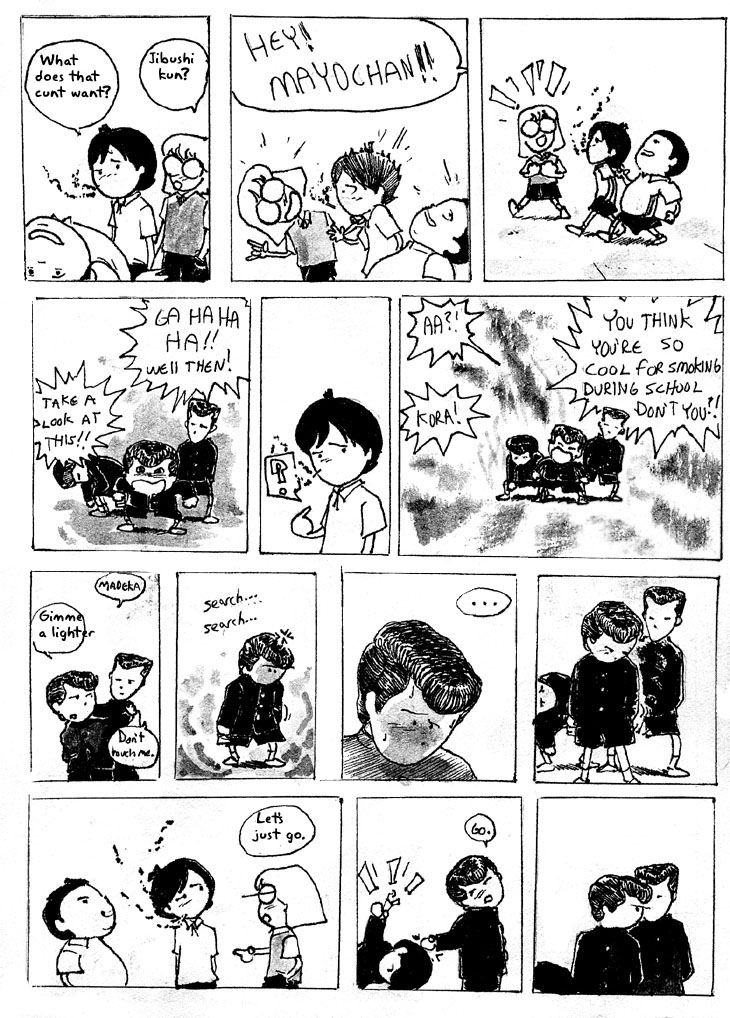 What
does that
cunt want?
Jibushi
kun?
HEY!
MAYOCHAN!!
GA HA HA
HA!!
WEll THEN!
TAKE A
LOOK AT
THIS!!
?!
AA?!
KORA!
YOU THINK
YOU'RE SO
COOL FOR SMOKING
DURING SCHOOL
DON'T YOU?!
MADEKA
Gimme
a lighter
Don't
touch me.
search...
search...
...
Let's
just go.
Go.